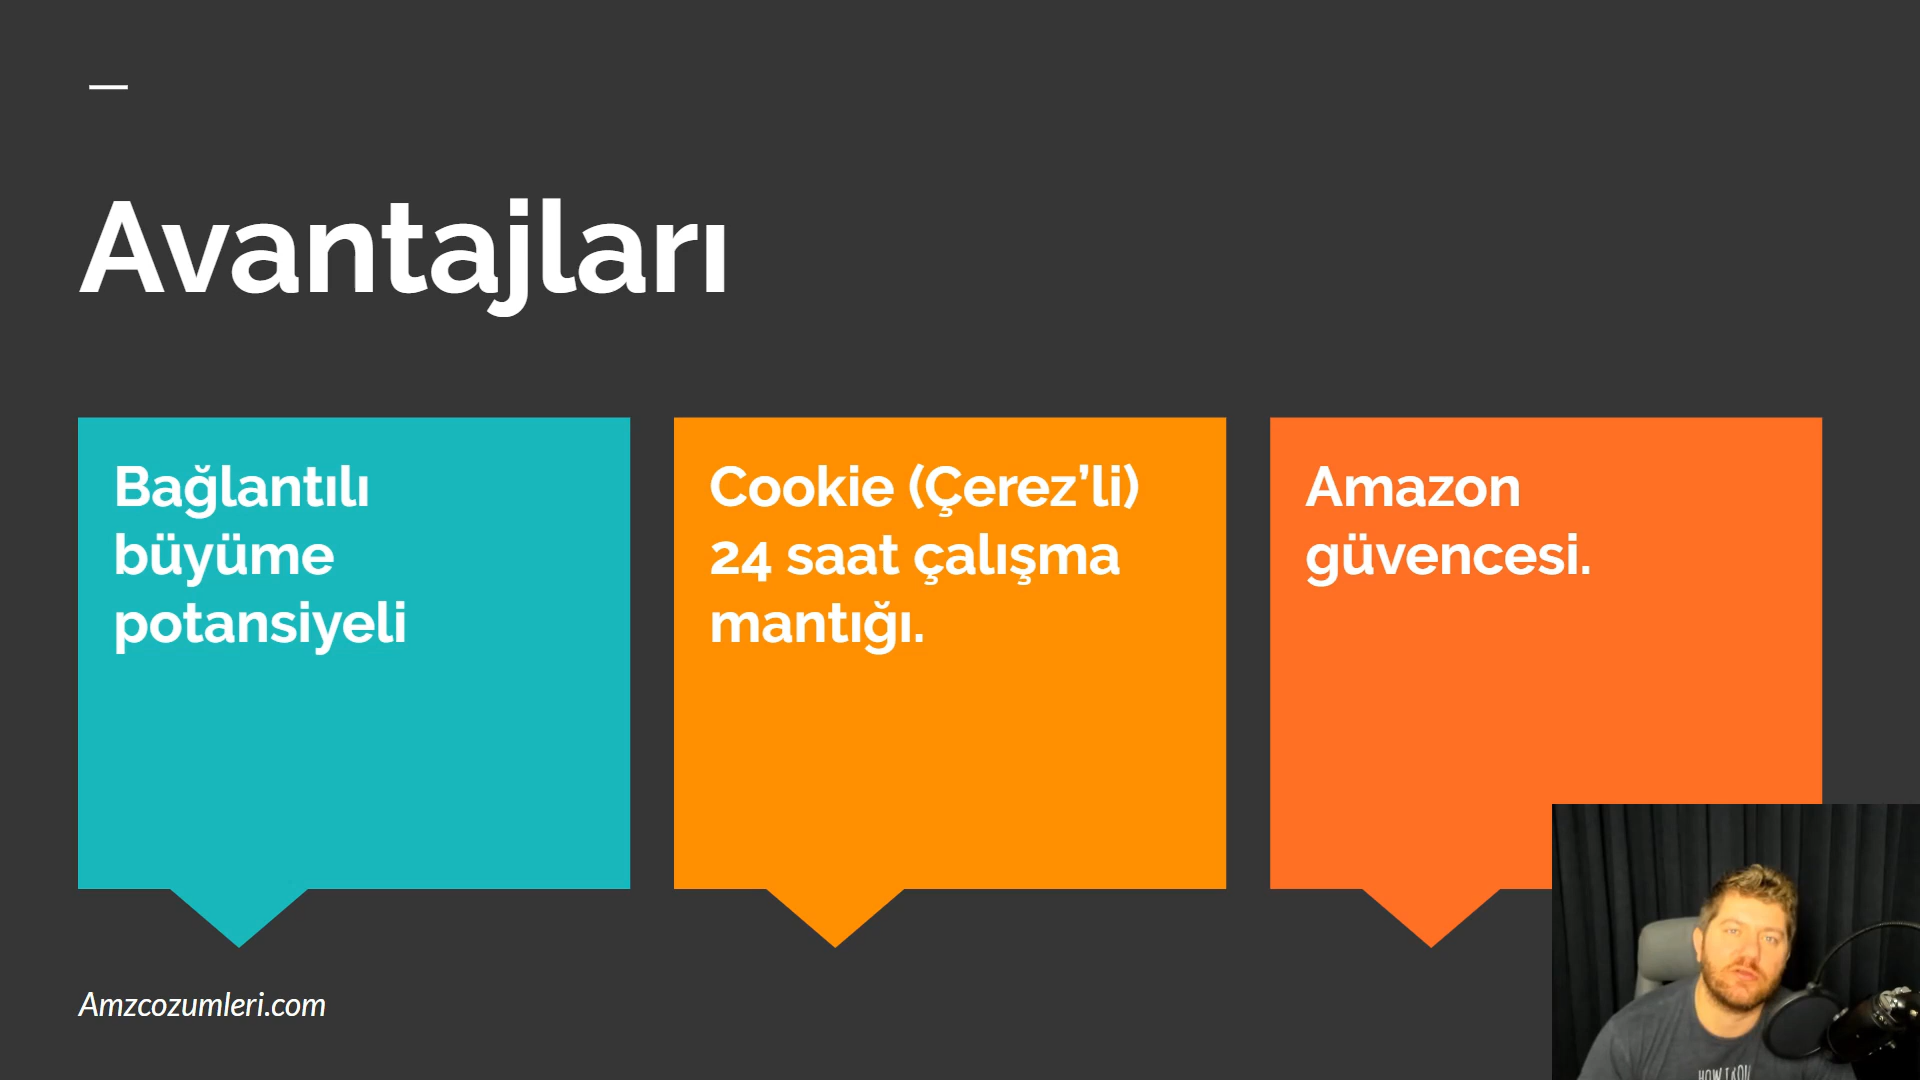 Avantajları
Bağlantılı
büyüme
potansiyeli
Cookie (Çerez’li)
24 saat çalışma
mantığı.
Amazon
güvencesi.
Amzcozumleri.com